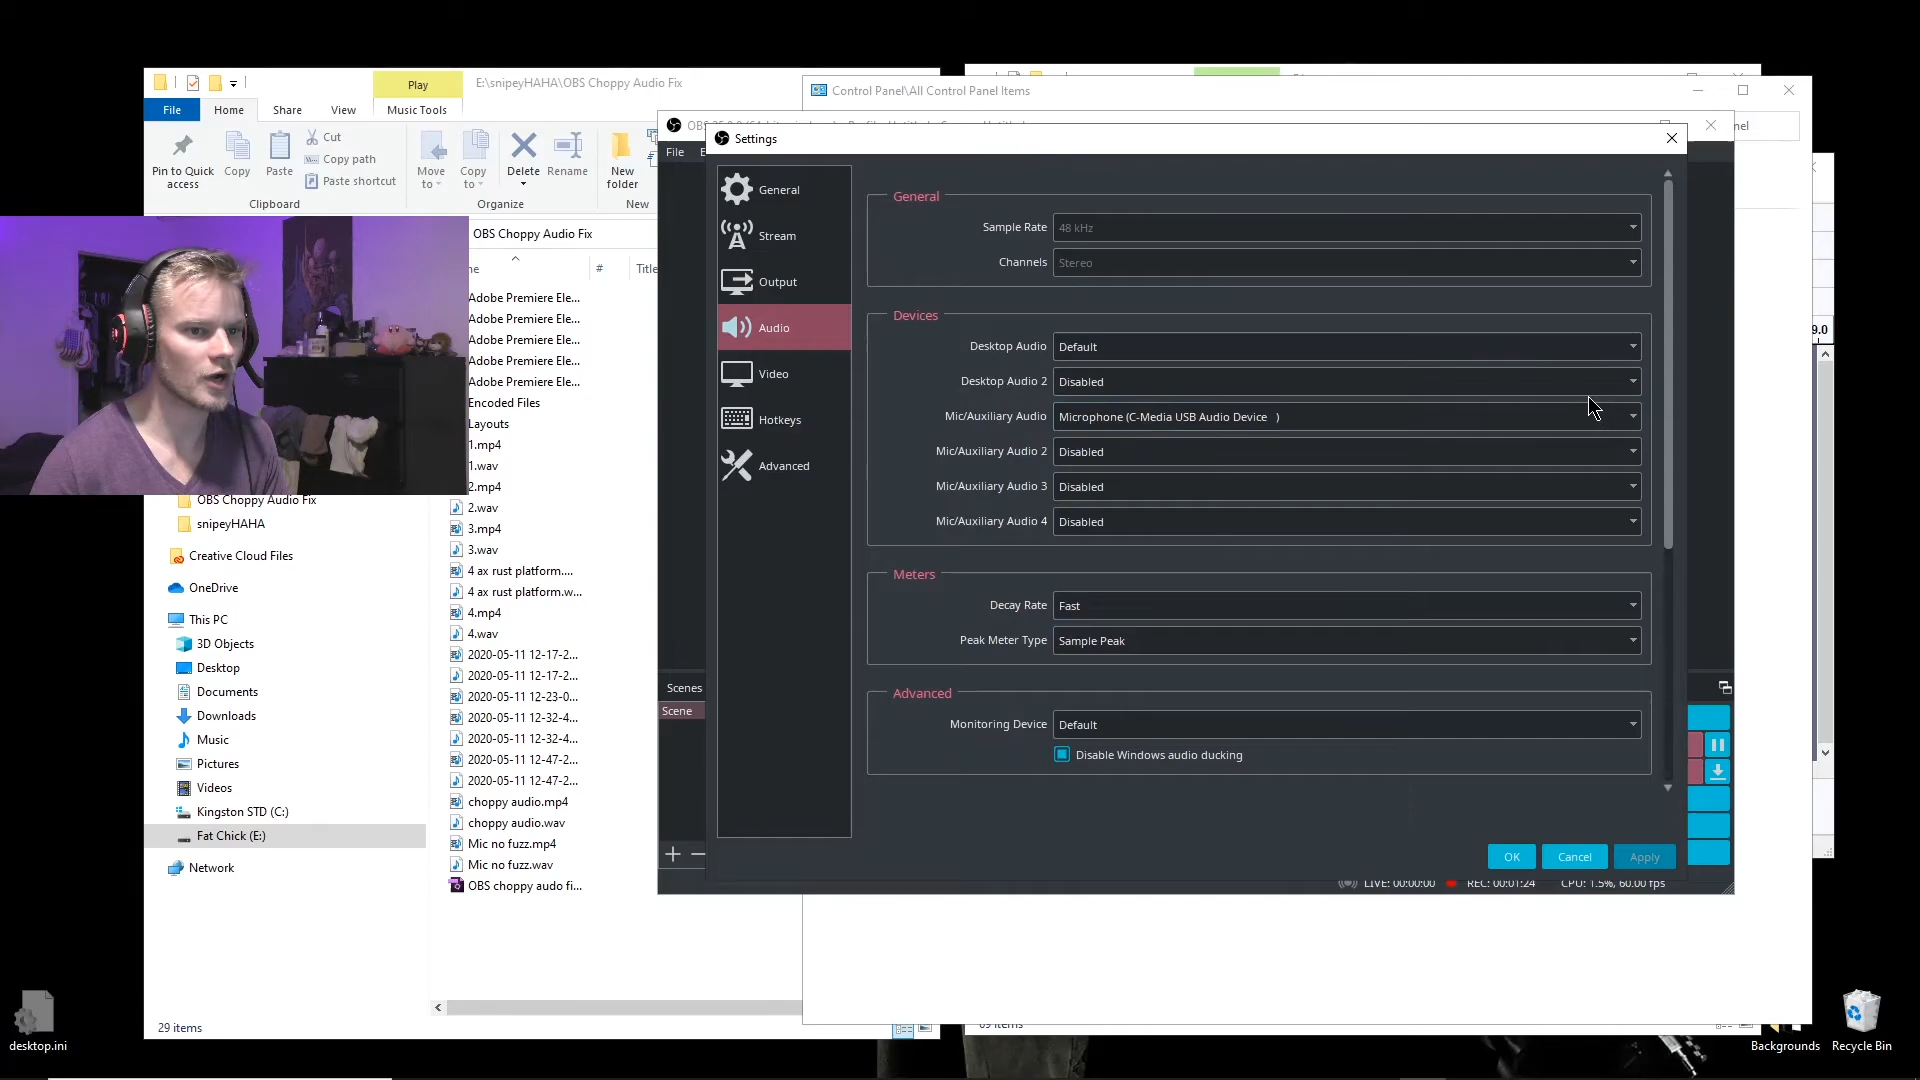 Play
E:\snipeyHAHA\OBS Choppy Audio Fix
File
Home
Share
View
Music Tools
Pin to Quick access
Copy
Paste
Cut
Copy path
Paste shortcut
Clipboard
Move to
Copy to
Delete
Rename
Organize
New folder
New
OBS Choppy Audio Fix
#
Title
Adobe Premiere Ele...
Adobe Premiere Ele...
Adobe Premiere Ele...
Adobe Premiere Ele...
Adobe Premiere Ele...
Encoded Files
Layouts
1.mp4
1.wav
2.mp4
2.wav
3.mp4
3.wav
4 ax rust platform....
4 ax rust platform.w...
4.mp4
4.wav
2020-05-11 12-17-2...
2020-05-11 12-17-2...
2020-05-11 12-23-0...
2020-05-11 12-32-4...
2020-05-11 12-32-4...
2020-05-11 12-47-2...
2020-05-11 12-47-2...
choppy audio.mp4
choppy audio.wav
Mic no fuzz.mp4
Mic no fuzz.wav
OBS choppy audo fi...
OBS Choppy Audio Fix
snipeyHAHA
Creative Cloud Files
OneDrive
This PC
3D Objects
Desktop
Documents
Downloads
Music
Pictures
Videos
Kingston STD (C:)
Fat Chick (E:)
Network
29 items
desktop.ini
Control Panel\All Control Panel Items
File
Settings
General
Stream
Output
Audio
Video
Hotkeys
Advanced
General
Sample Rate 48 kHz
Channels Stereo
Devices
Desktop Audio Default
Desktop Audio 2 Disabled
Mic/Auxiliary Audio Microphone (C-Media USB Audio Device )
Mic/Auxiliary Audio 2 Disabled
Mic/Auxiliary Audio 3 Disabled
Mic/Auxiliary Audio 4 Disabled
Meters
Decay Rate Fast
Peak Meter Type Sample Peak
Advanced
Monitoring Device Default
Disable Windows audio ducking
OK
Cancel
Apply
Scenes
Scene
LIVE: 00:00:00
REC: 00:01:24
CPU: 1.5%, 60.00 fps
9.0
Backgrounds
Recycle Bin